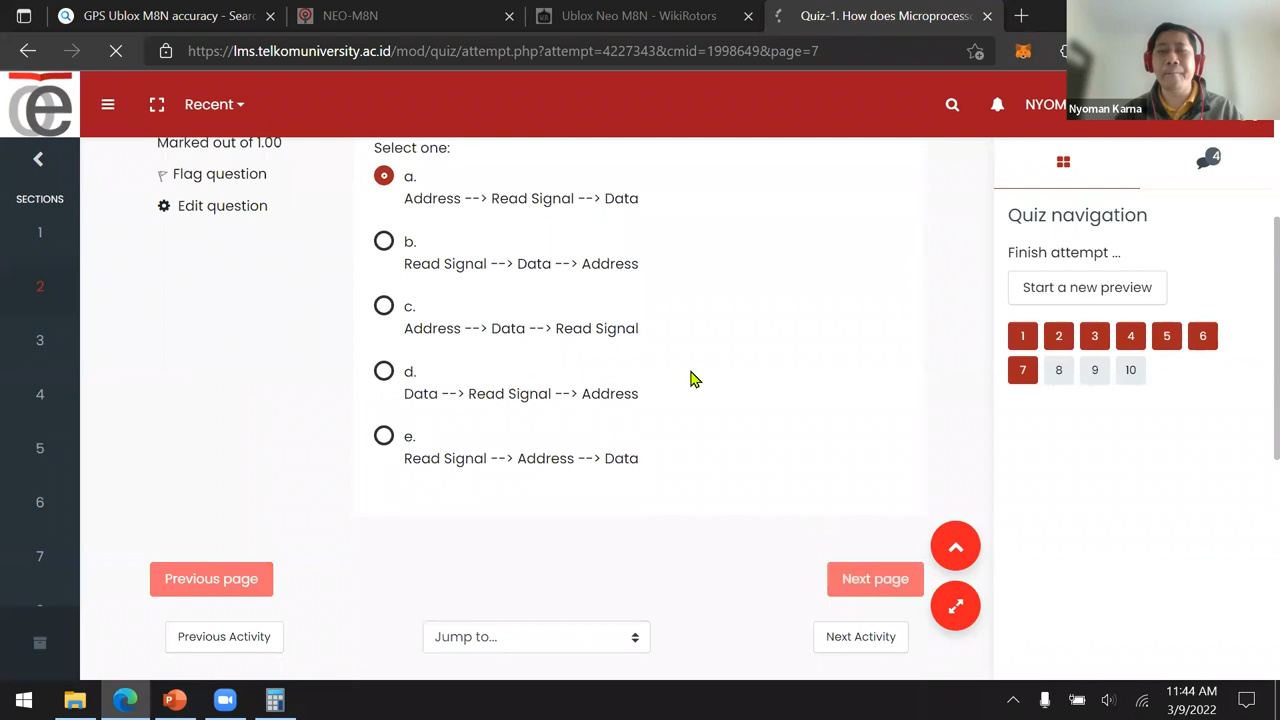 GPS Ublox M8N accuracy - Sear
NEO-M8N
Ublox Neo M8N - WikiRotors
Quiz-1. How does Microprocess
https://lms.telkomuniversity.ac.id/mod/quiz/attempt.php?attempt=4227343&cmid=1998649&page=7
Nyoman Karna
Recent
NYOM
Marked out of 1.00
Flag question
Edit question
SECTIONS
1
2
3
4
5
6
7
Select one:
a.
Address --> Read Signal --> Data
b.
Read Signal --> Data --> Address
c.
Address --> Data --> Read Signal
d.
Data --> Read Signal --> Address
e.
Read Signal --> Address --> Data
Previous page
Next page
Previous Activity
Jump to...
Next Activity
4
Quiz navigation
Finish attempt ...
Start a new preview
1 2 3 4 5 6
7 8 9 10
11:44 AM
3/9/2022